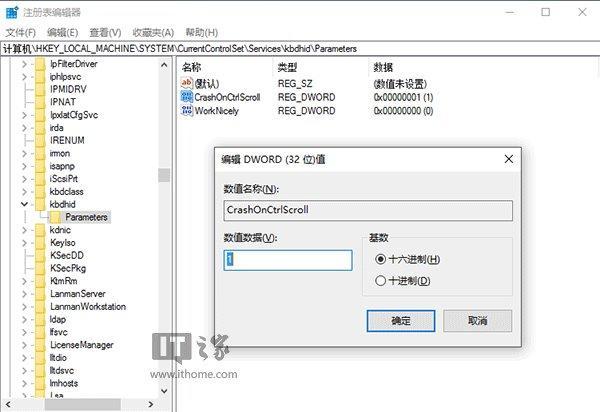 注册表编辑器
文件(F) 编辑(E) 查看(V) 收藏夹(A) 帮助(H)
计算机\HKEY_LOCAL_MACHINE\SYSTEM\CurrentControlSet\Services\kbdhid\Parameters
IpFilterDriver
iphlpsvc
IPMIDRV
IPNAT
IpxlatCfgSvc
irda
IRENUM
irmon
isapnp
iScsiPrt
kbdclass
kbdhid
Parameters
kdnic
KeyIso
KSecDD
KSecPkg
KtmRm
LanmanServer
LanmanWorkstation
ldap
lfsvc
LicenseManager
lltdio
lltdsvc
lmhosts
Lsa
名称 类型 数据
ab (默认) REG_SZ (数值未设置)
CrashOnCtrlScroll REG_DWORD 0x00000001 (1)
WorkNicely REG_DWORD 0x00000000 (0)
编辑 DWORD (32 位)值
数值名称(N):
CrashOnCtrlScroll
数值数据(V):
1
基数
十六进制(H)
十进制(D)
确定 取消
IT之家
www.ithome.com